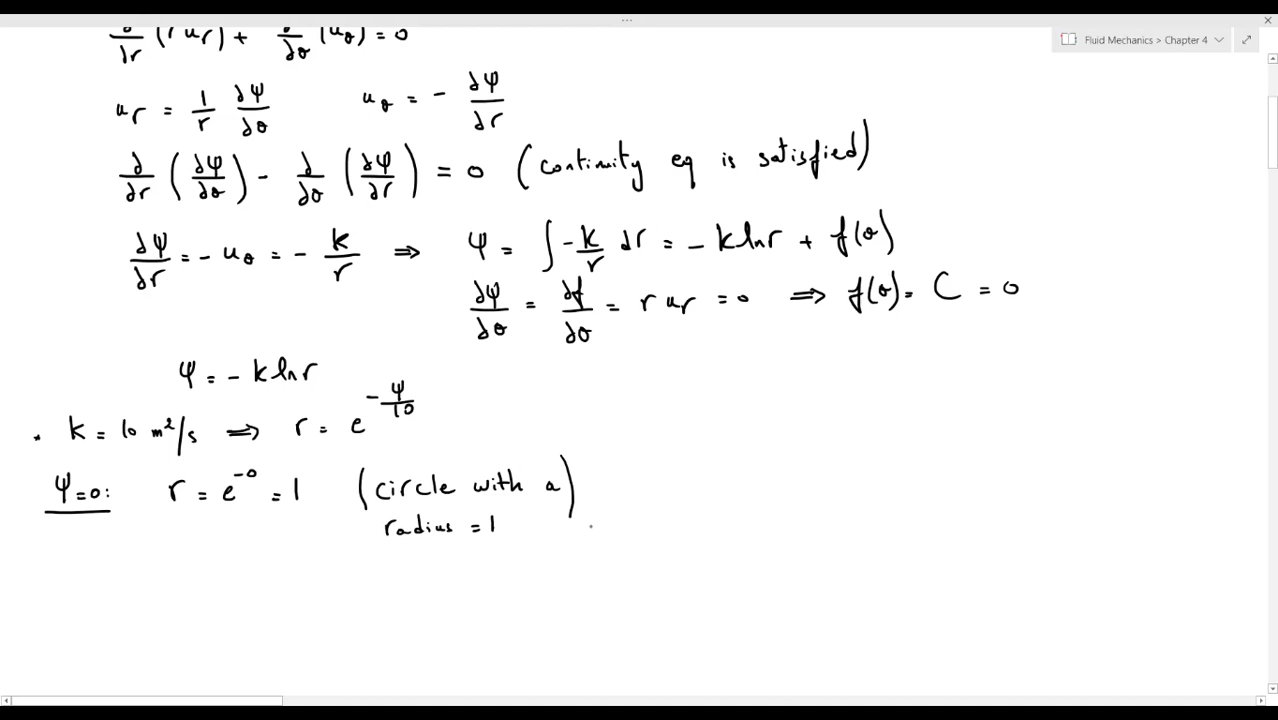 Fluid Mechanics > Chapter 4
∂/∂r (r u_r) + ∂/∂θ (u_θ) = 0
u_r = 1/r ∂ψ/∂θ    u_θ = - ∂ψ/∂r
∂/∂r (∂ψ/∂θ) - ∂/∂θ (∂ψ/∂r) = 0 (continuity eq is satisfied)
∂ψ/∂r = - u_θ = - k/r ⇒ ψ = ∫ -k/r dr = - k ln r + f(θ)
∂ψ/∂θ = ∂f/∂θ = r u_r = 0 ⇒ f(θ) = C = 0
ψ = - k ln r
. k = 10 m²/s ⇒ r = e^(-ψ/10)
ψ=0: r = e^-0 = 1 (circle with a
radius = 1)